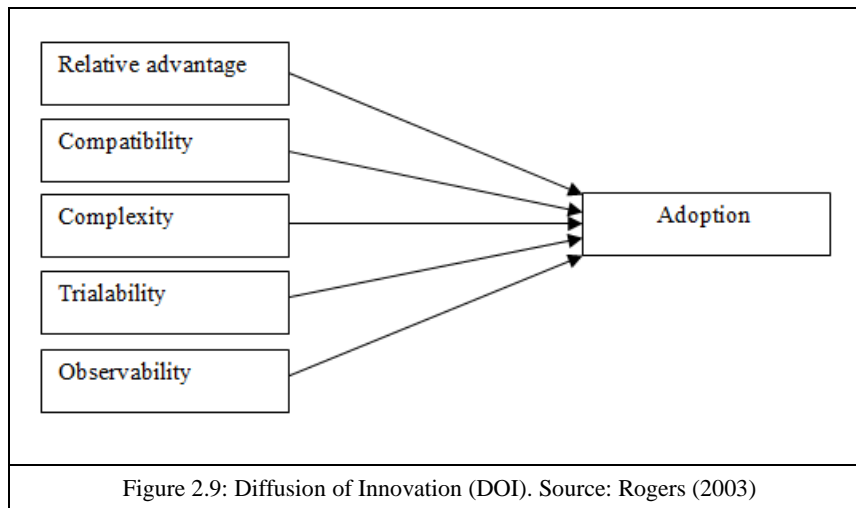 Relative advantage
Compatibility
Complexity
Trialability
Observability
Adoption
Figure 2.9: Diffusion of Innovation (DOI). Source: Rogers (2003)